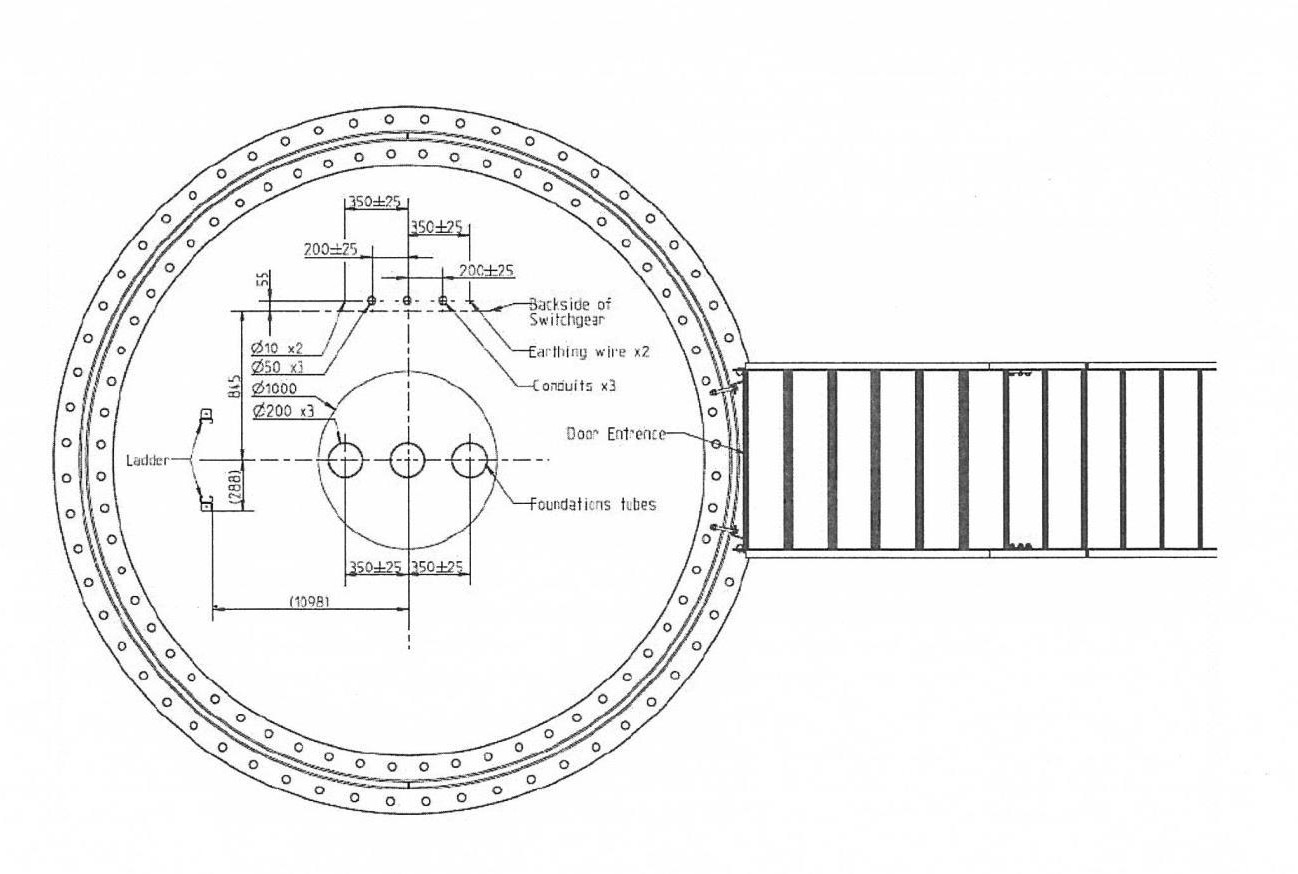 350±25
350±25
200±25
200±25
55
Backside of
Switchgear
Ø10 x2
Earthing wire x2
Ø50 x3
Conduits x3
Ø1000
845
Ø200 x3
Door Entrence
Ladder
(288)
Foundations tubes
350±25
350±25
(1098)